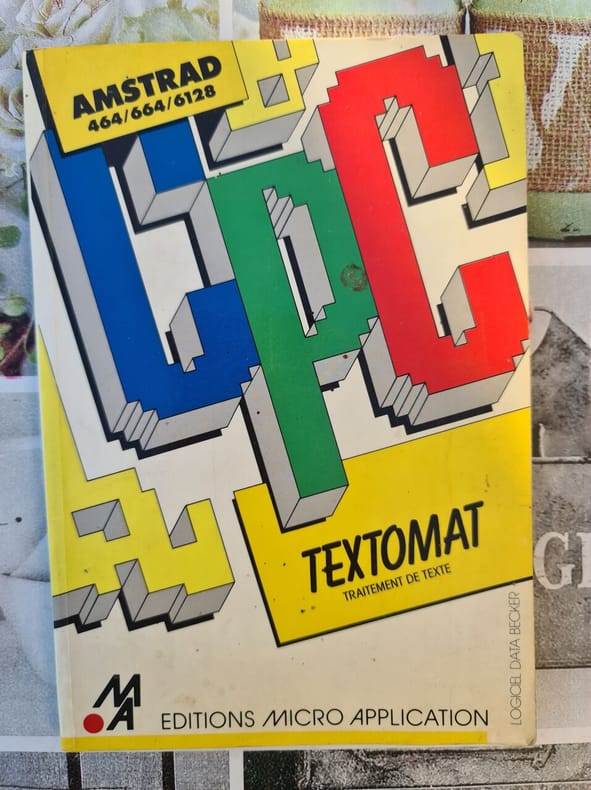 AMSTRAD
464/664/6128
CPC
TEXTOMAT
TRAITEMENT DE TEXTE
LOGICIEL DATA BECKER
MA
EDITIONS MICRO APPLICATION